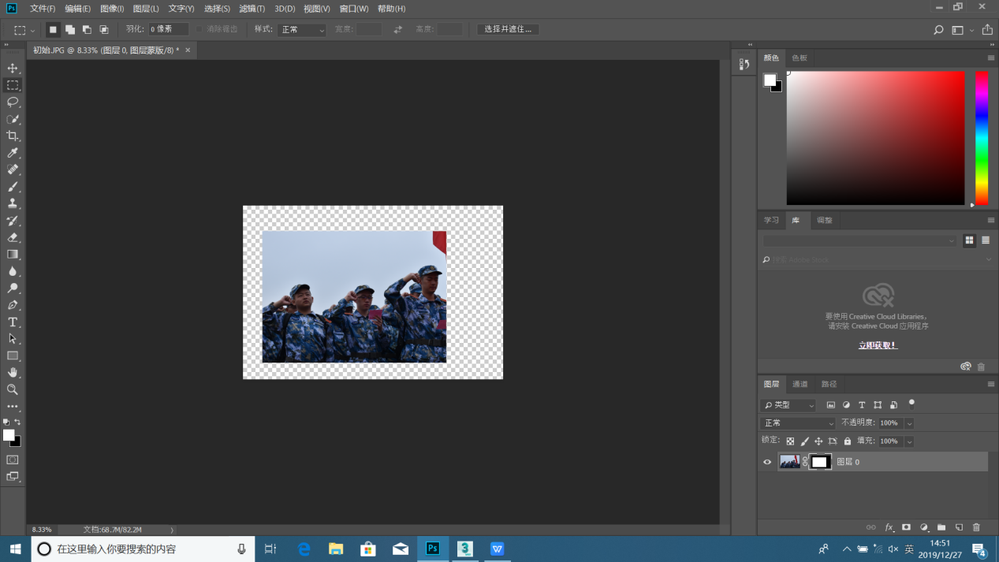 Ps 文件(F) 编辑(E) 图像(I) 图层(L) 文字(Y) 选择(S) 滤镜(T) 3D(D) 视图(V) 窗口(W) 帮助(H)
羽化: 0 像素 消除锯齿 样式: 正常 宽度: 高度: 选择并遮住...
初始.JPG @ 8.33% (图层 0, 图层蒙版/8) * ×
颜色 色板
学习 库 调整
搜索 Adobe Stock
要使用 Creative Cloud Libraries,
请安装 Creative Cloud 应用程序
立即获取!
图层 通道 路径
类型
正常 不透明度: 100%
锁定: 填充: 100%
图层 0
fx
8.33% 文档:68.7M/82.2M
在这里输入你要搜索的内容
Ps
3
W
英
14:51
2019/12/27
4